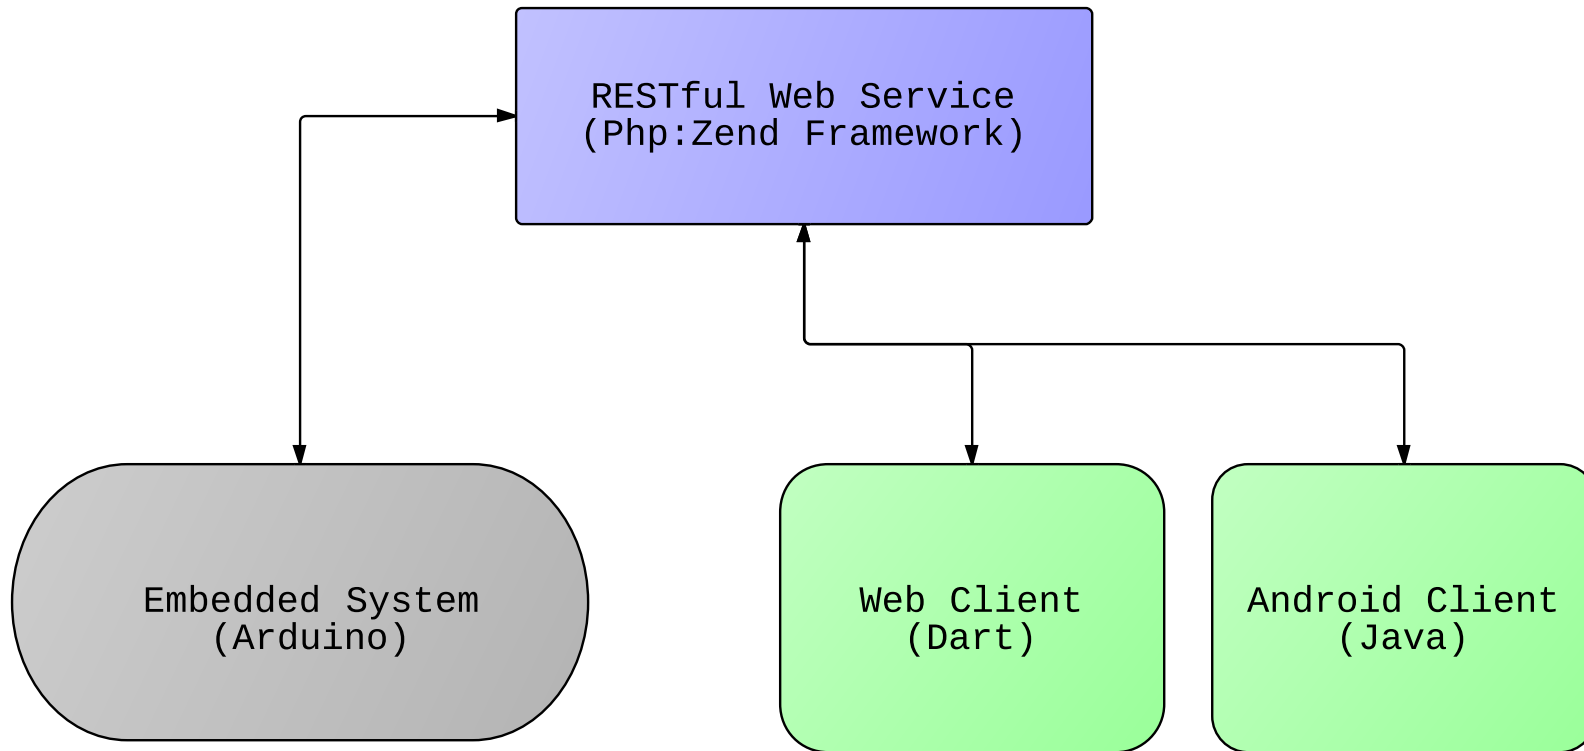 RESTful Web Service
(Php:Zend Framework)
Embedded System
(Arduino)
Web Client
(Dart)
Android Client
(Java)